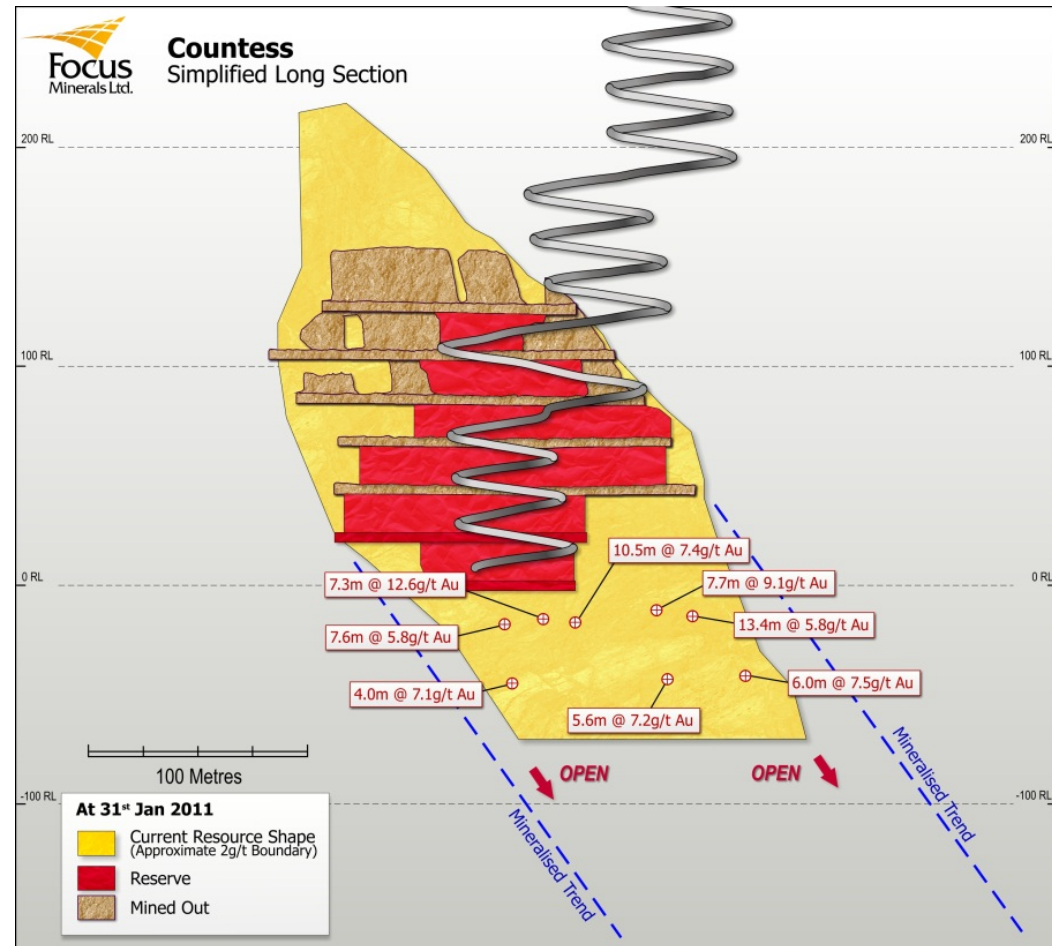 Focus
Minerals Ltd.
Countess
Simplified Long Section
200 RL
200 RL
100 RL
100 RL
0 RL
0 RL
10.5m @ 7.4g/t Au
7.3m @ 12.6g/t Au
7.7m @ 9.1g/t Au
7.6m @ 5.8g/t Au
13.4m @ 5.8g/t Au
4.0m @ 7.1g/t Au
6.0m @ 7.5g/t Au
5.6m @ 7.2g/t Au
Mineralised Trend
OPEN
OPEN
Mineralised Trend
100 Metres
-100 RL
-100 RL
At 31st Jan 2011
Current Resource Shape
(Approximate 2g/t Boundary)
Reserve
Mined Out